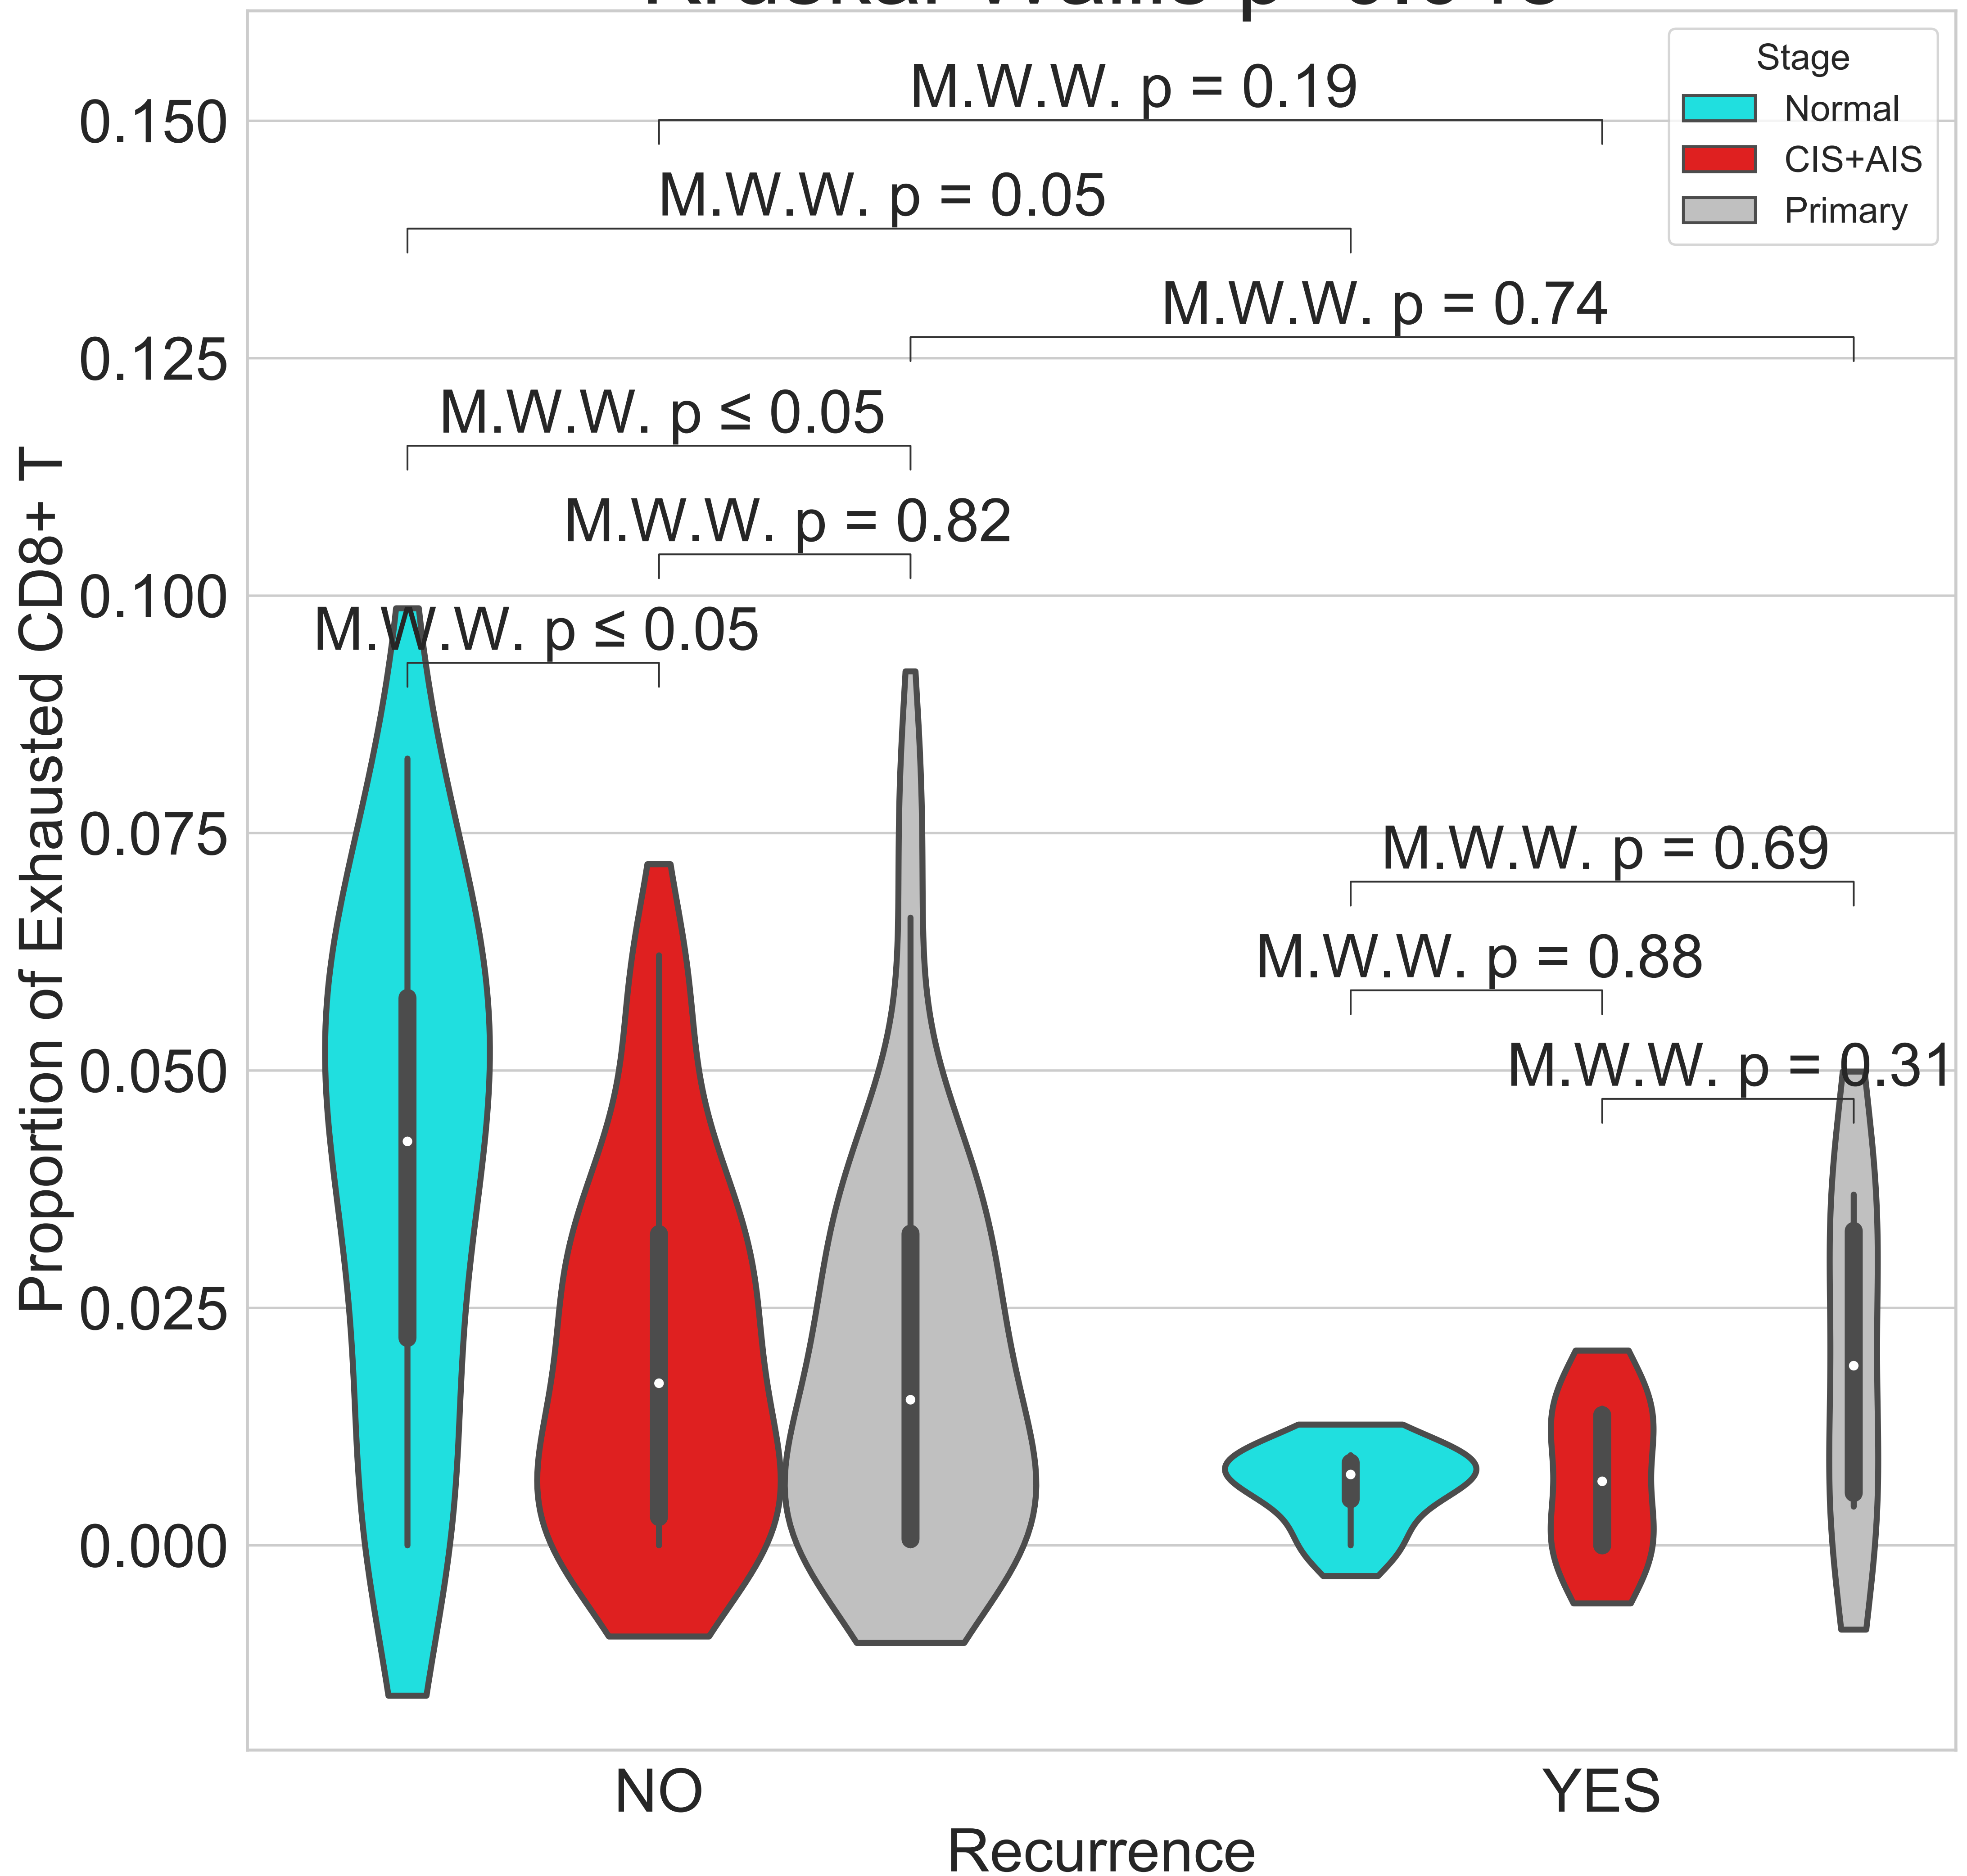 Stage
Normal
CIS+AIS
Primary
M.W.W. p = 0.19
M.W.W. p = 0.05
M.W.W. p = 0.74
M.W.W. p ≤ 0.05
M.W.W. p = 0.82
M.W.W. p ≤ 0.05
M.W.W. p = 0.69
M.W.W. p = 0.88
M.W.W. p = 0.31
Proportion of Exhausted CD8+ T
0.150
0.125
0.100
0.075
0.050
0.025
0.000
NO
YES
Recurrence